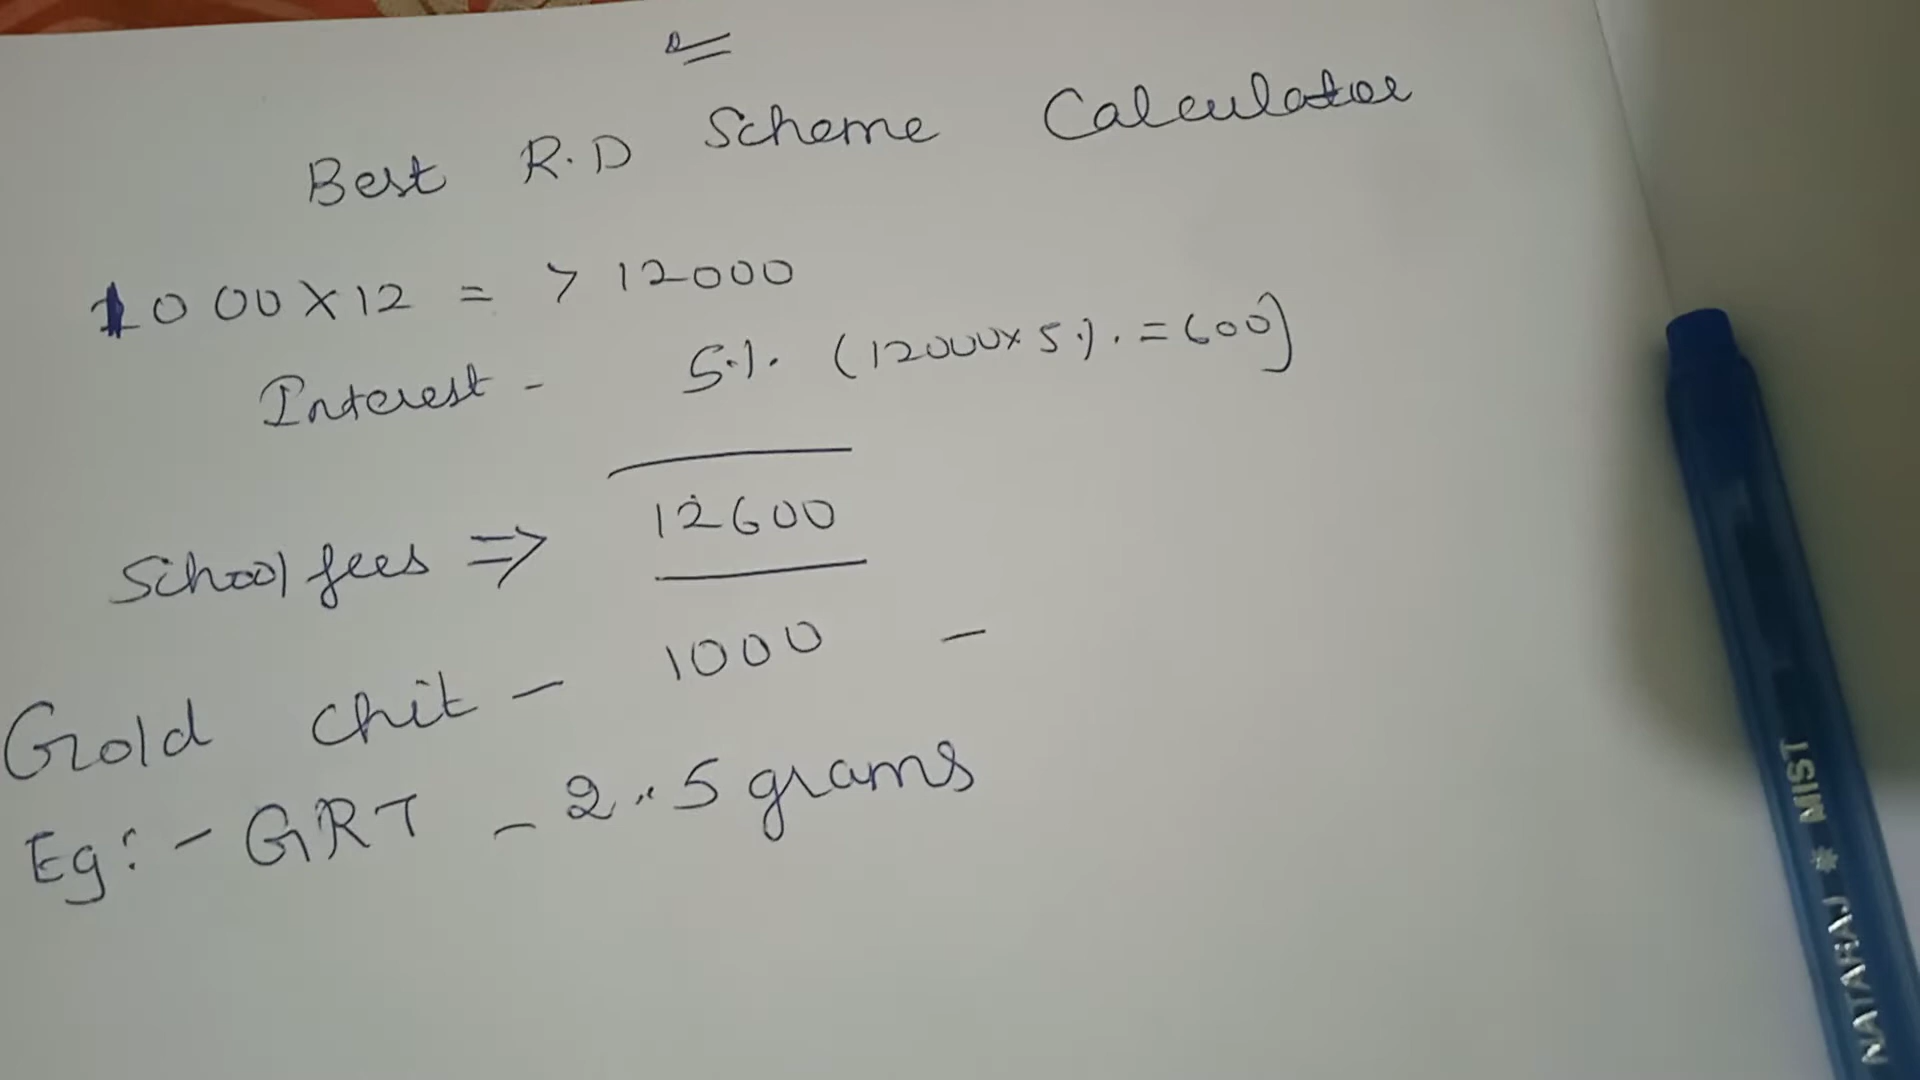 Best R.D Scheme Calculator
1000 X 12 = > 12000
Interest - 5% (12000 x 5% = 600)
12600
School fees =>
Gold chit - 1000 -
Eg: - GRT - 2.5 grams
NATARAJ * MIST